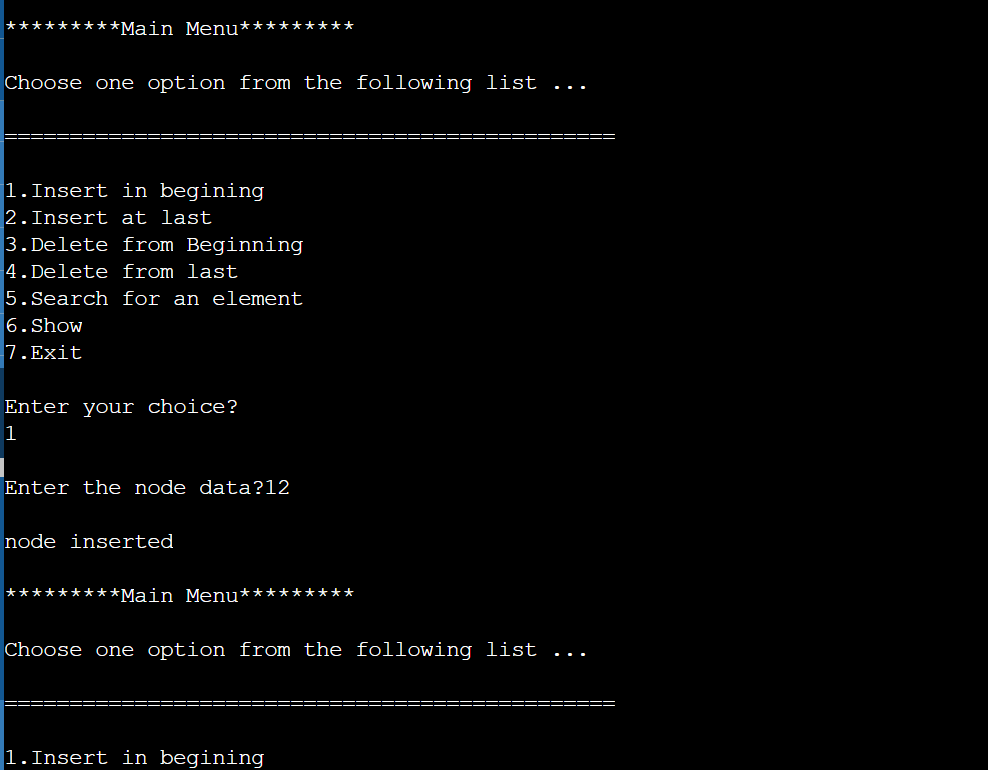 *********Main Menu*********
Choose one option from the following list ...
===============================================
1.Insert in begining
2.Insert at last
3.Delete from Beginning
4.Delete from last
5.Search for an element
6.Show
7.Exit
Enter your choice?
1
Enter the node data?12
node inserted
*********Main Menu*********
Choose one option from the following list ...
===============================================
1.Insert in begining